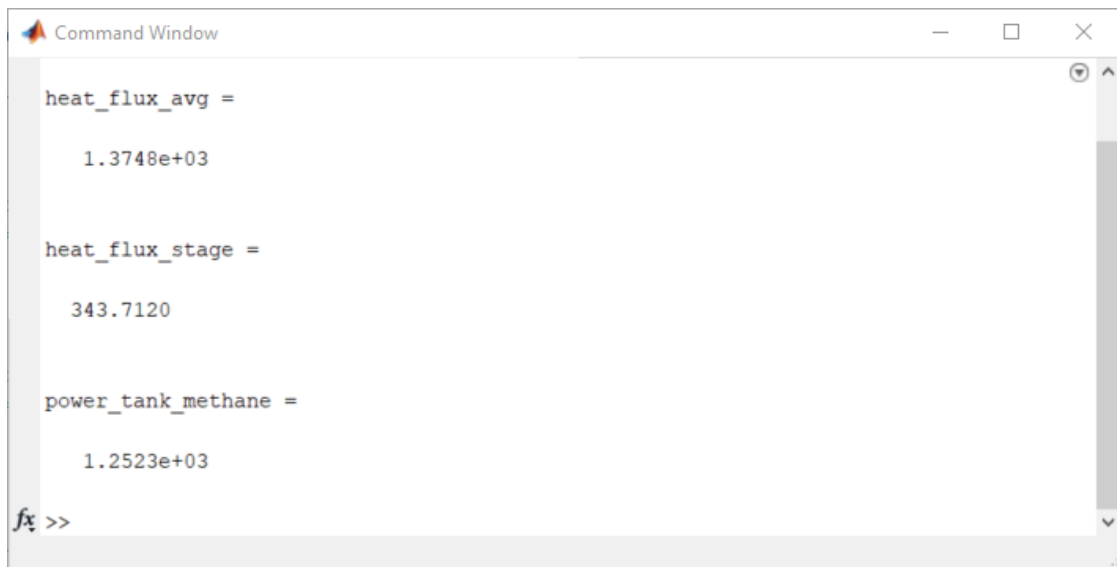 Command Window
heat_flux_avg =
1.3748e+03
heat_flux_stage =
343.7120
power_tank_methane =
1.2523e+03
fx >>